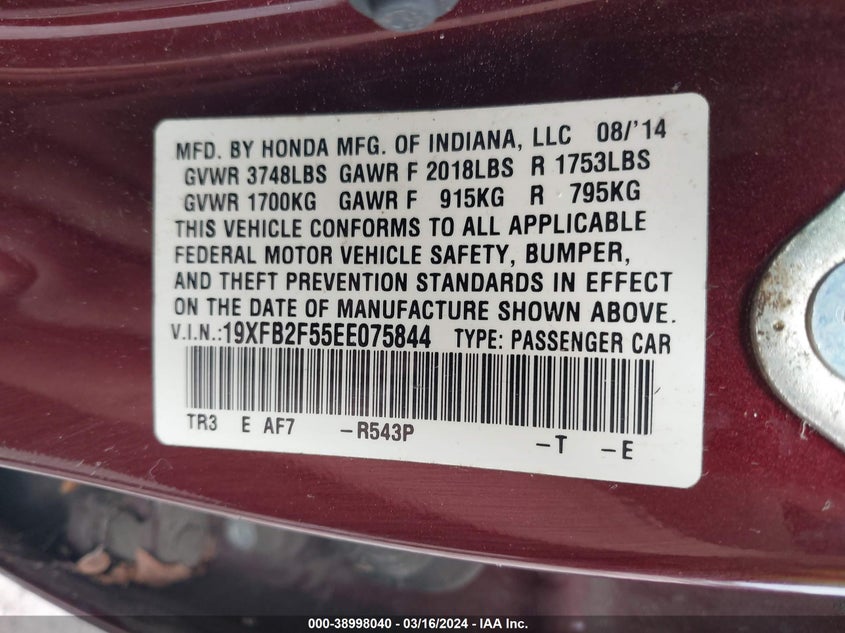 MFD. BY HONDA MFG. OF INDIANA, LLC 08/'14
GVWR 3748LBS GAWR F 2018LBS R 1753LBS
GVWR 1700KG GAWR F 915KG R 795KG
THIS VEHICLE CONFORMS TO ALL APPLICABLE
FEDERAL MOTOR VEHICLE SAFETY, BUMPER,
AND THEFT PREVENTION STANDARDS IN EFFECT
ON THE DATE OF MANUFACTURE SHOWN ABOVE.
V.I.N.:19XFB2F55EE075844 TYPE: PASSENGER CAR
TR3 E AF7 -R543P -T -E
000-38998040 - 03/16/2024 - IAA Inc.